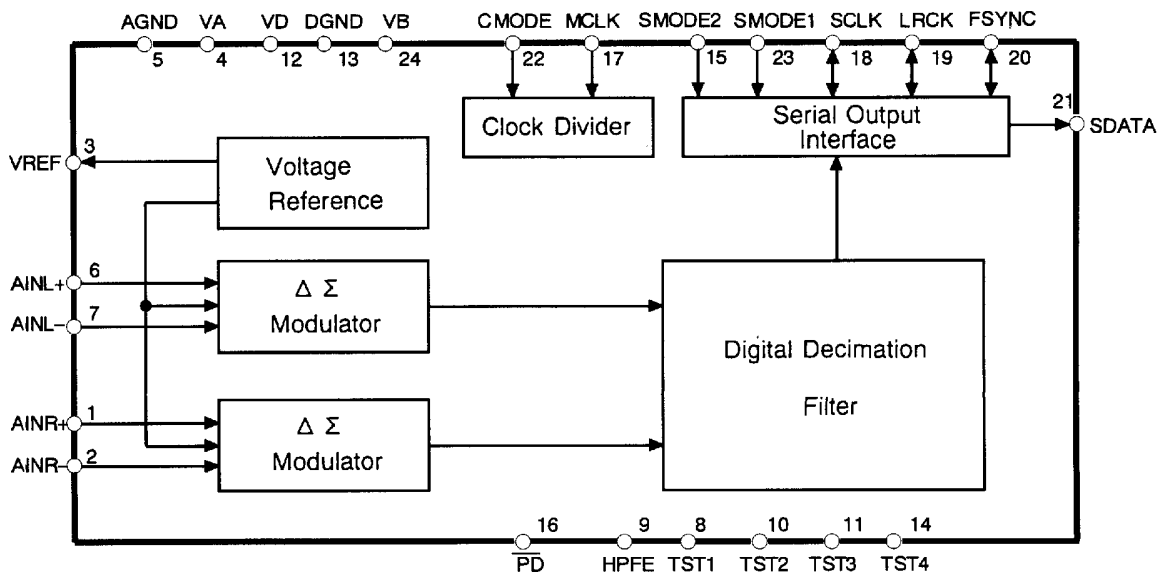 AGND VA VD DGND VB CMODE MCLK SMODE2 SMODE1 SCLK LRCK FSYNC
5 4 12 13 24 22 17 15 23 18 19 20
Clock Divider
Serial Output
Interface
21
SDATA
VREF
3
Voltage
Reference
AINL+
6
AINL−
7
Δ Σ
Modulator
Digital Decimation
Filter
AINR+
1
AINR−
2
Δ Σ
Modulator
16 9 8 10 11 14
PD HPFE TST1 TST2 TST3 TST4